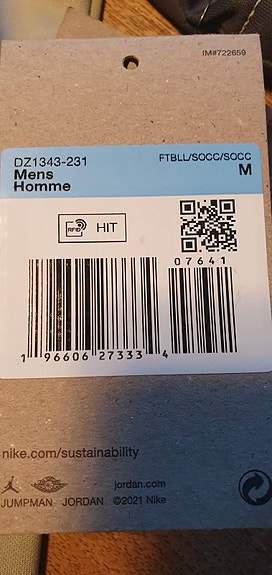 IM#722659
DZ1343-231 FTBLL/SOCC/SOCC
Mens M
Homme
RFID HIT
07641
1 96606 27333 4
nike.com/sustainability
jordan.com
JUMPMAN JORDAN ©2021 Nike